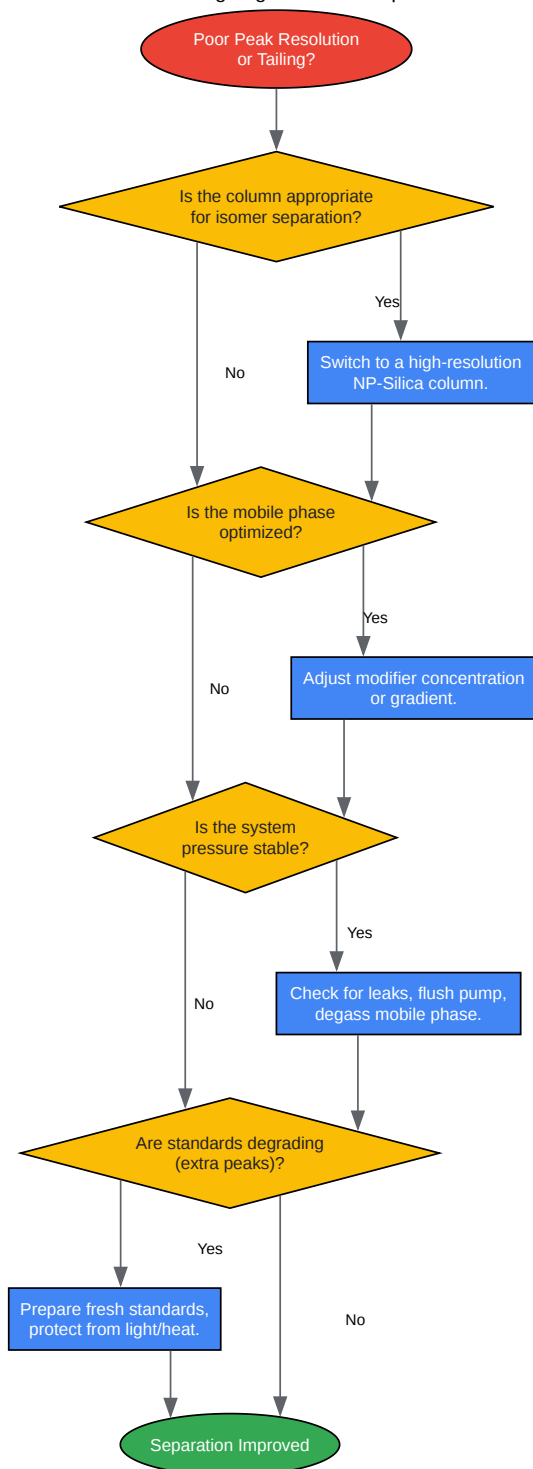 Poor Peak Resolution
or Tailing?
Is the column appropriate
for isomer separation?
Yes
Switch to a high-resolution
NP-Silica column.
No
Is the mobile phase
optimized?
Yes
Adjust modifier concentration
or gradient.
No
Is the system
pressure stable?
Yes
Check for leaks, flush pump,
degass mobile phase.
No
Are standards degrading
(extra peaks)?
Yes
Prepare fresh standards,
protect from light/heat.
No
Separation Improved